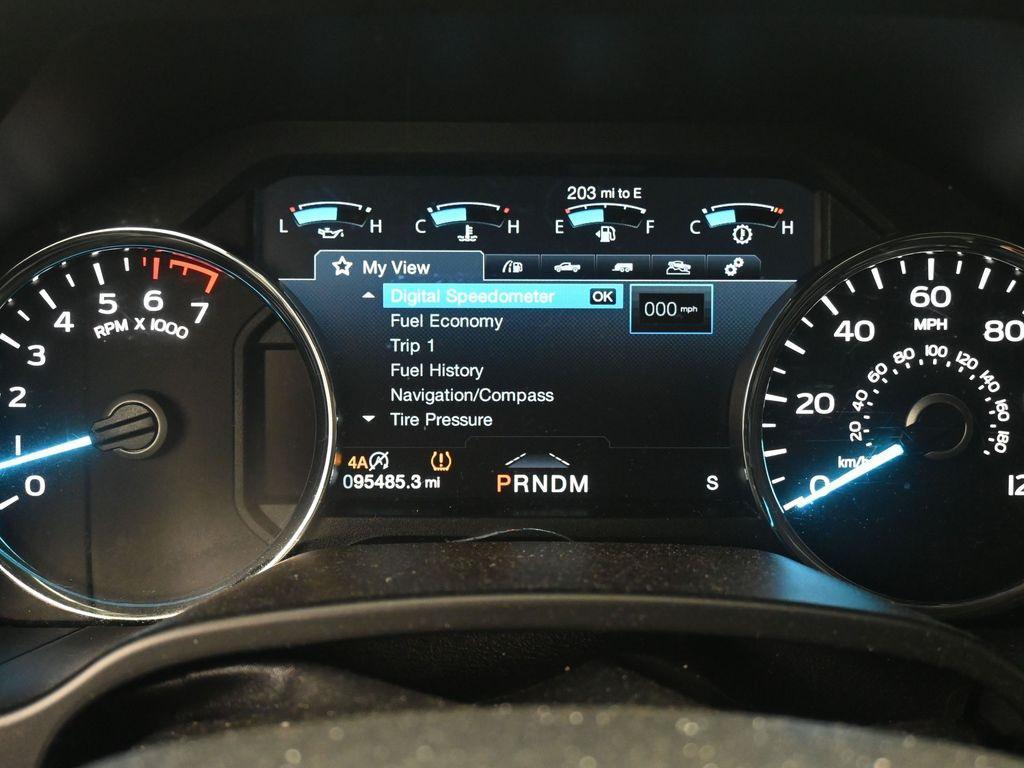 203 mi to E
L H
C H
E F
C H
My View
Digital Speedometer OK
000 mph
Fuel Economy
Trip 1
Fuel History
Navigation/Compass
Tire Pressure
4A
095485.3 mi
PRNDM
S
0 1 2 3 4 5 6 7
RPM X 1000
0 20 40 60 80 12
MPH
20 40 60 80 100 120 140 160 180
km/h